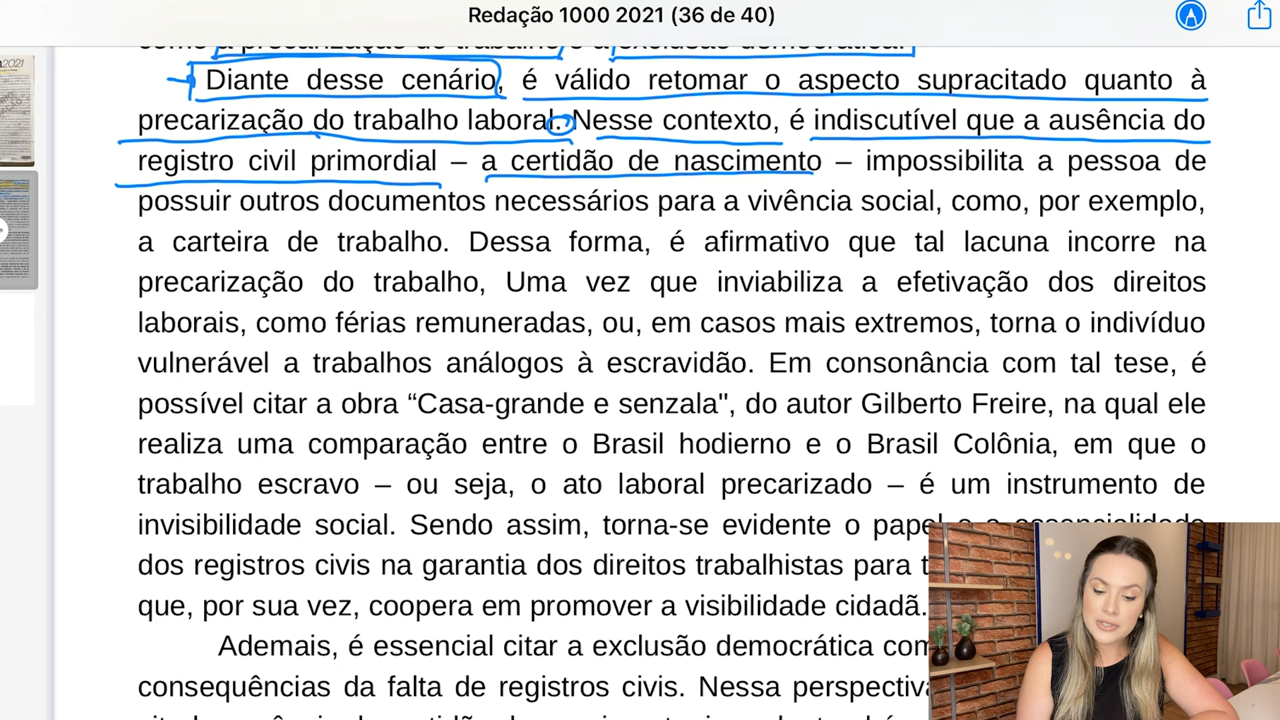 Redação 1000 2021 (36 de 40)
2021
como a precarização do trabalho e a exclusão democrática.
Diante desse cenário, é válido retomar o aspecto supracitado quanto à
precarização do trabalho laboral. Nesse contexto, é indiscutível que a ausência do
registro civil primordial – a certidão de nascimento – impossibilita a pessoa de
possuir outros documentos necessários para a vivência social, como, por exemplo,
a carteira de trabalho. Dessa forma, é afirmativo que tal lacuna incorre na
precarização do trabalho, Uma vez que inviabiliza a efetivação dos direitos
laborais, como férias remuneradas, ou, em casos mais extremos, torna o indivíduo
vulnerável a trabalhos análogos à escravidão. Em consonância com tal tese, é
possível citar a obra “Casa-grande e senzala", do autor Gilberto Freire, na qual ele
realiza uma comparação entre o Brasil hodierno e o Brasil Colônia, em que o
trabalho escravo – ou seja, o ato laboral precarizado – é um instrumento de
invisibilidade social. Sendo assim, torna-se evidente o papel e a essencialidade
dos registros civis na garantia dos direitos trabalhistas para
que, por sua vez, coopera em promover a visibilidade cidadã.
Ademais, é essencial citar a exclusão democrática
consequências da falta de registros civis. Nessa